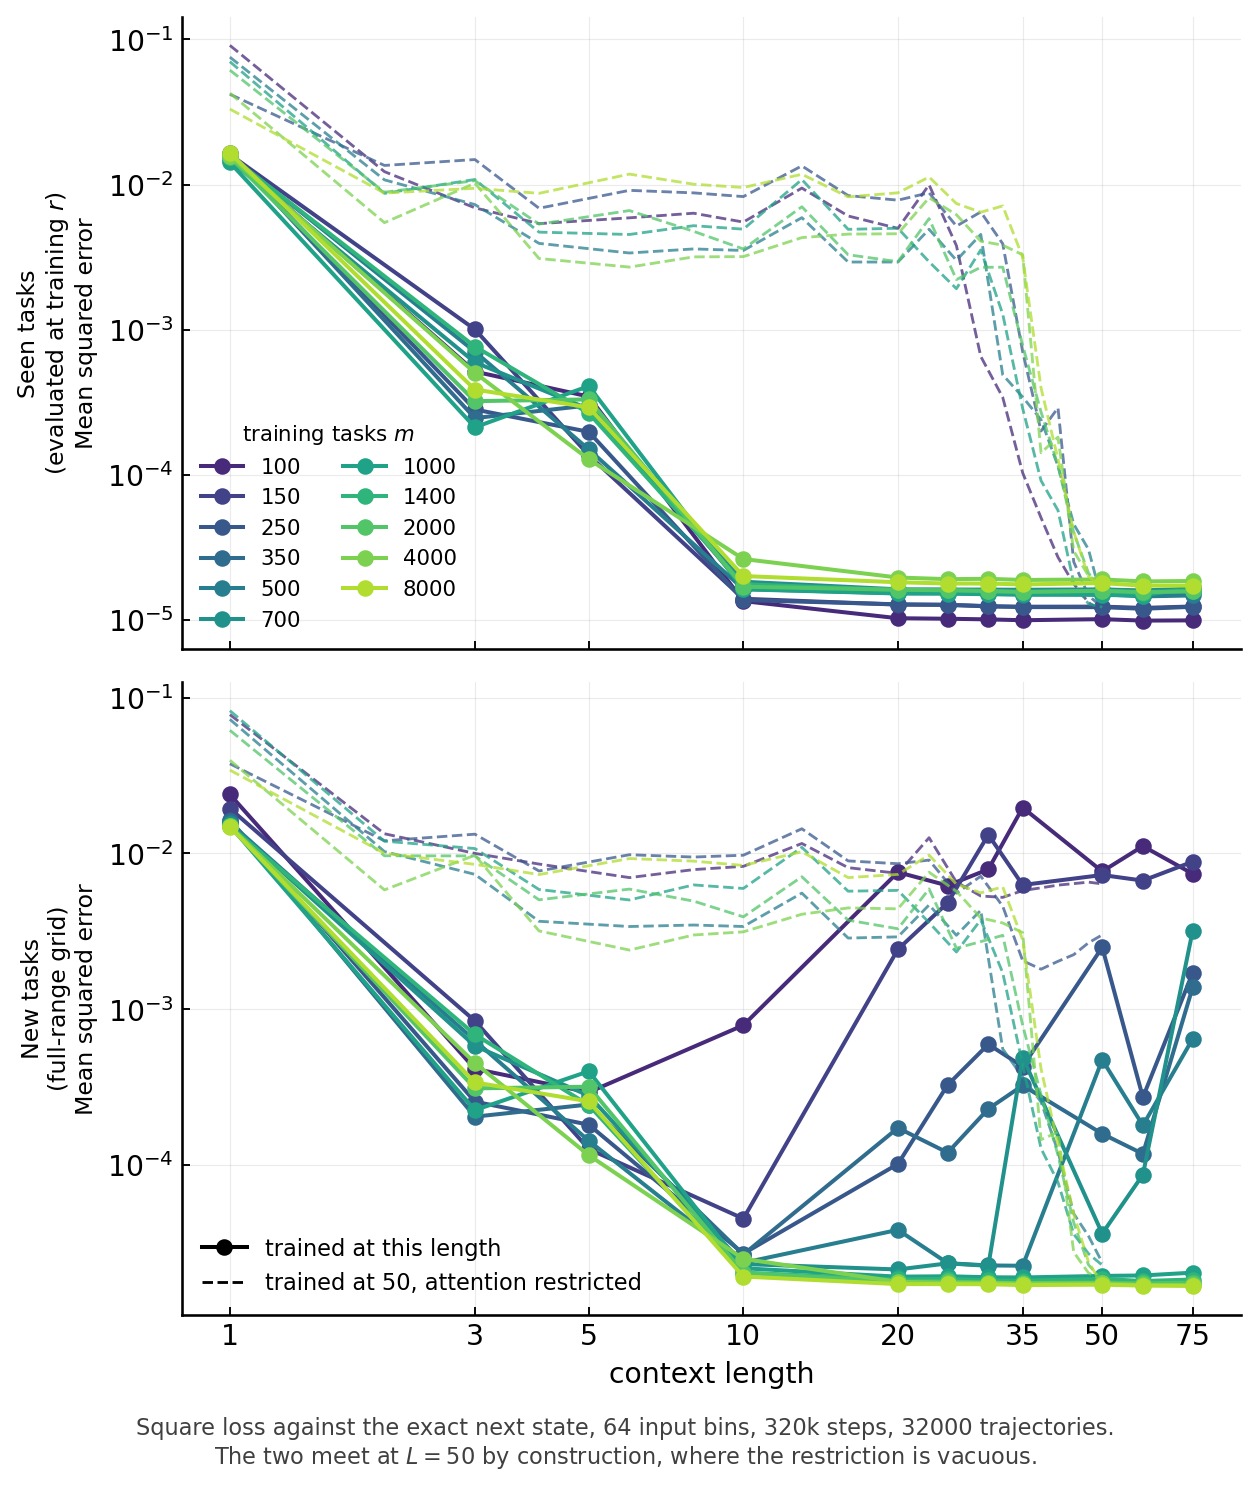 10⁻¹
10⁻²
10⁻³
10⁻⁴
10⁻⁵
Seen tasks
(evaluated at training r)
Mean squared error
training tasks m
100
150
250
350
500
700
1000
1400
2000
4000
8000
10⁻¹
10⁻²
10⁻³
10⁻⁴
New tasks
(full-range grid)
Mean squared error
trained at this length
trained at 50, attention restricted
1 3 5 10 20 35 50 75
context length
Square loss against the exact next state, 64 input bins, 320k steps, 32000 trajectories.
The two meet at L = 50 by construction, where the restriction is vacuous.